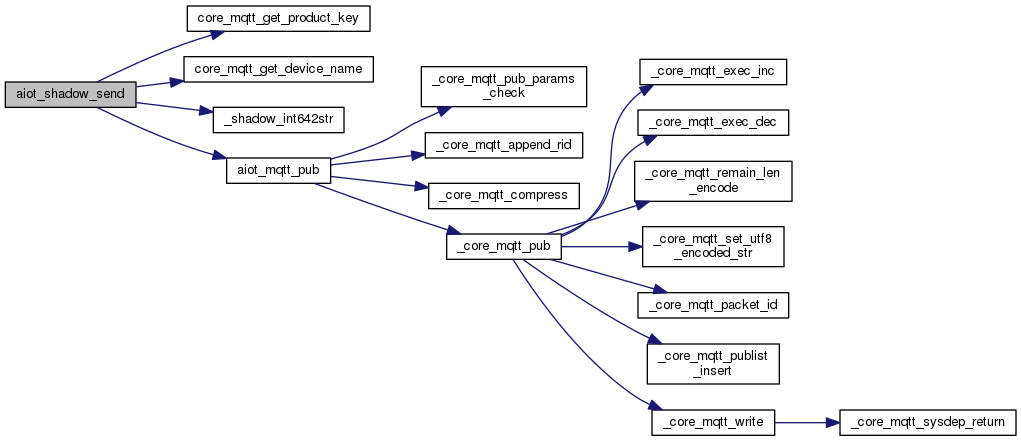 core_mqtt_get_product_key
core_mqtt_get_device_name
aiot_shadow_send
_shadow_int642str
aiot_mqtt_pub
_core_mqtt_pub_params
_check
_core_mqtt_append_rid
_core_mqtt_compress
_core_mqtt_pub
_core_mqtt_exec_inc
_core_mqtt_exec_dec
_core_mqtt_remain_len
_encode
_core_mqtt_set_utf8
_encoded_str
_core_mqtt_packet_id
_core_mqtt_publist
_insert
_core_mqtt_write
_core_mqtt_sysdep_return